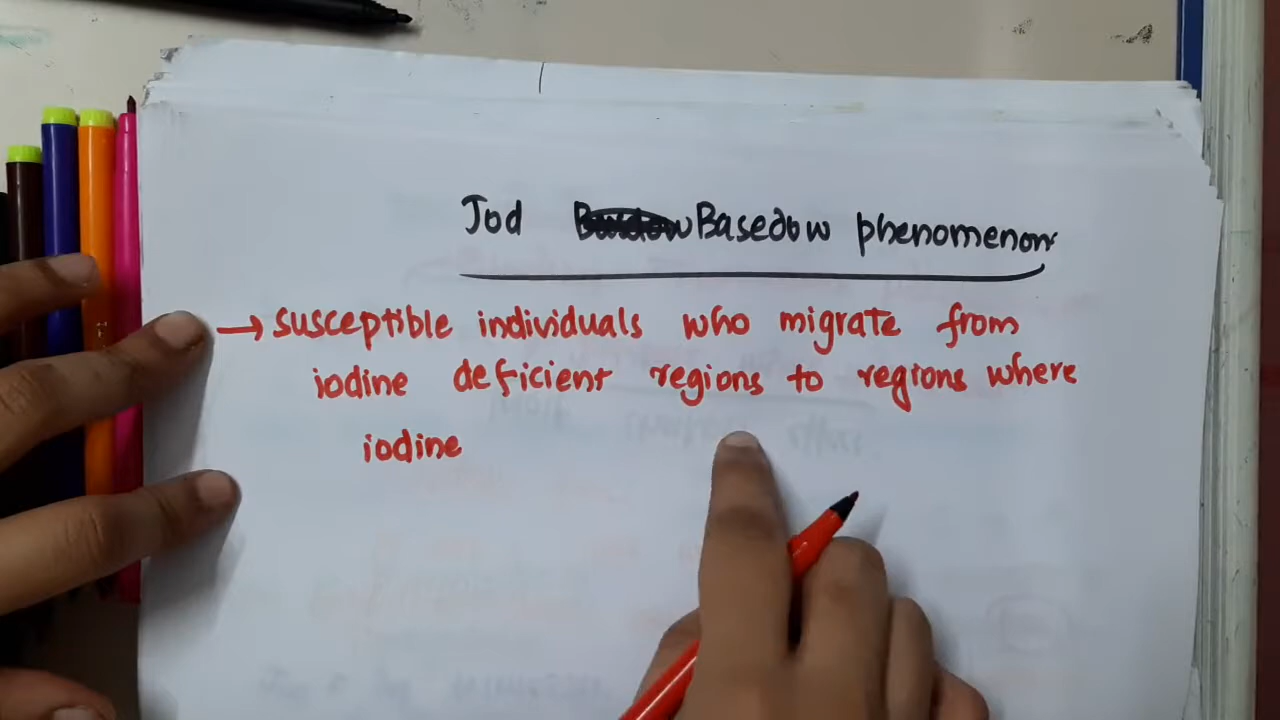 Jod Basedow phenomenon
→ susceptible individuals who migrate from
iodine deficient regions to regions where
iodine